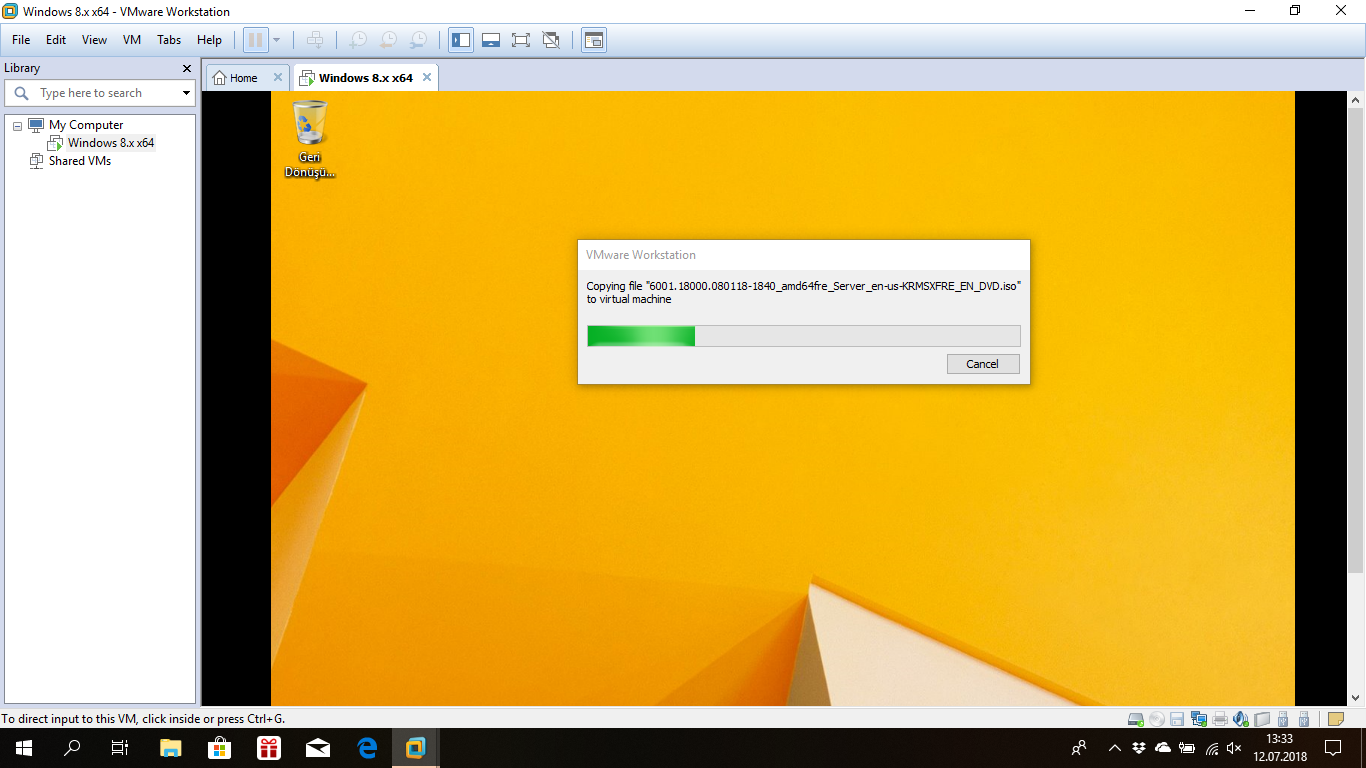 Windows 8.x x64 - VMware Workstation
File Edit View VM Tabs Help
Library
Home
Windows 8.x x64
Type here to search
My Computer
Windows 8.x x64
Shared VMs
Geri
Dönüşü...
VMware Workstation
Copying file "6001.18000.080118-1840_amd64fre_Server_en-us-KRMSXFRE_EN_DVD.iso"
to virtual machine
Cancel
To direct input to this VM, click inside or press Ctrl+G.
13:33
12.07.2018